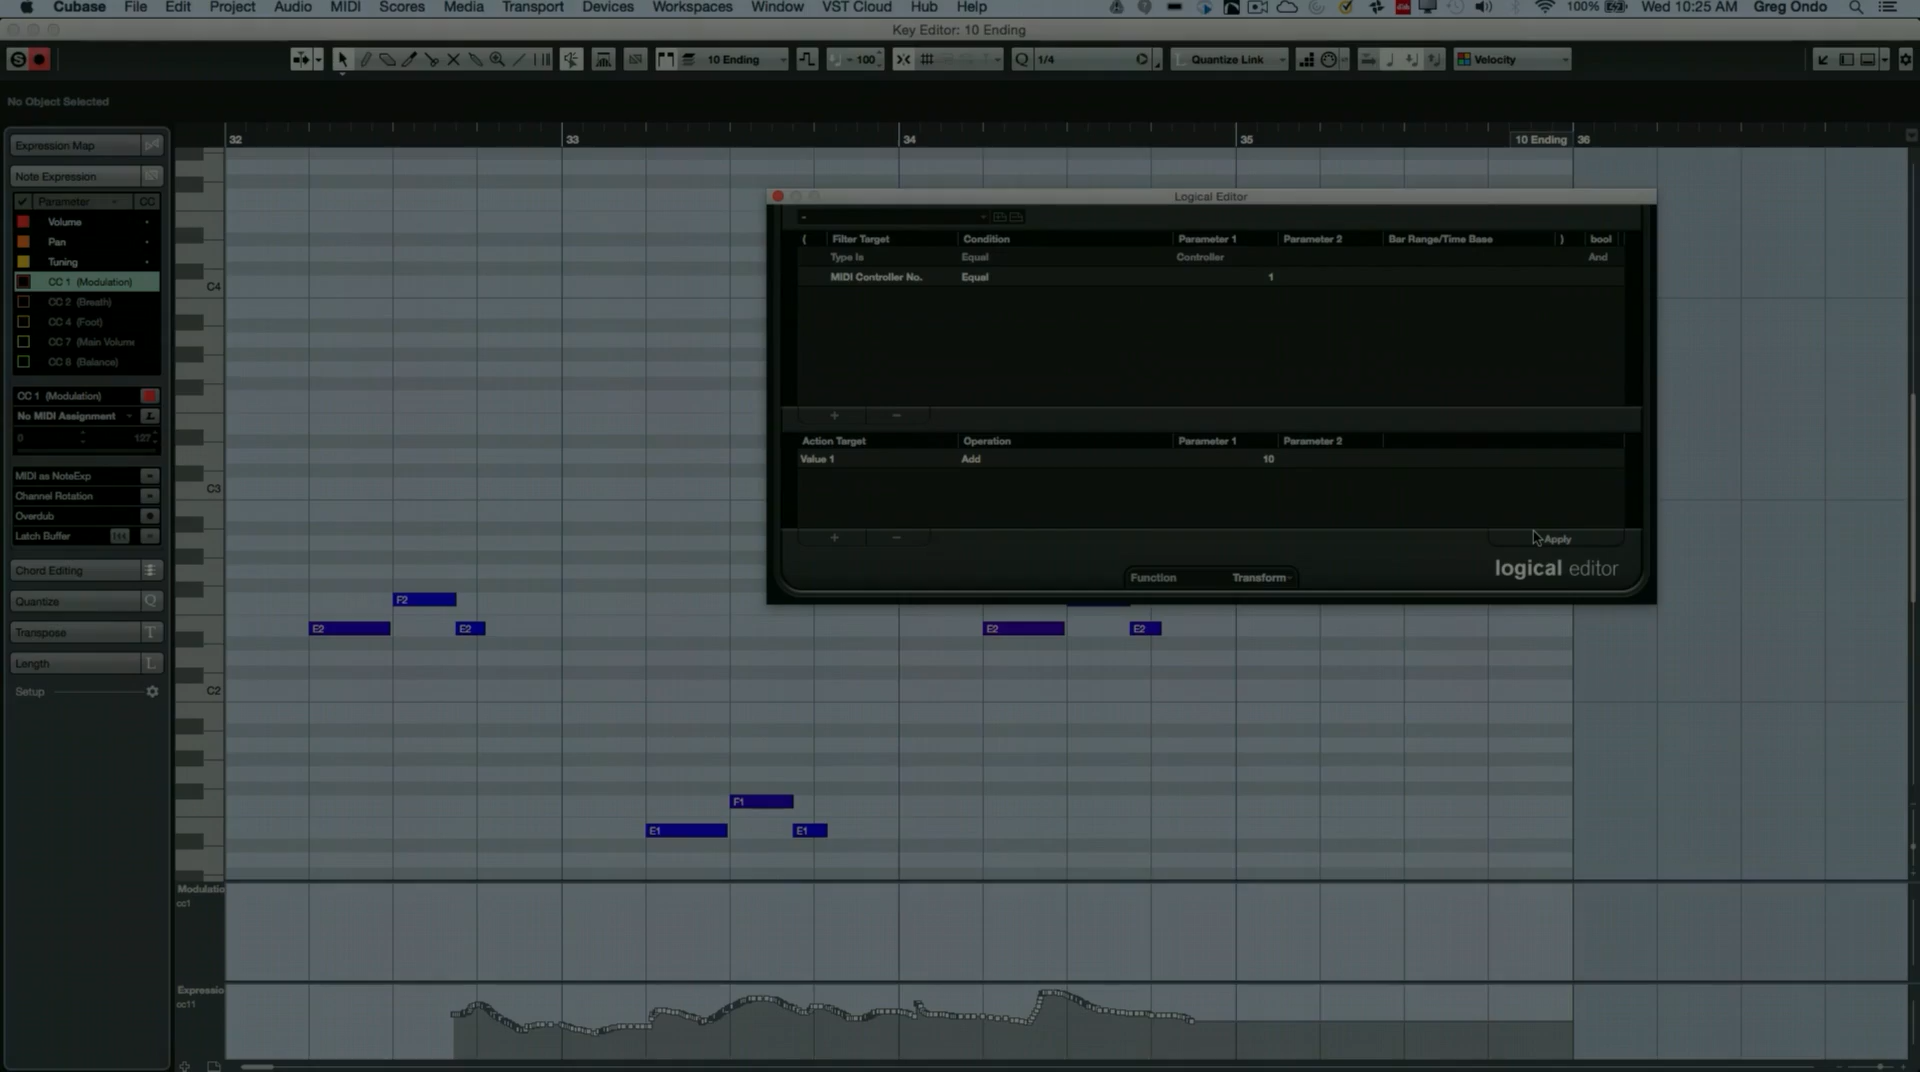 Cubase File Edit Project Audio MIDI Scores Media Transport Devices Workspaces Window VST Cloud Hub Help 100% Wed 10:25 AM Greg Ondo
Key Editor: 10 Ending
10 Ending 100 Q 1/4 Quantize Link Velocity
No Object Selected
32 33 34 35 10 Ending 36
Expression Map
Note Expression
Parameter CC
Volume
Pan
Tuning
CC 1 (Modulation)
CC 2 (Breath)
CC 4 (Foot)
CC 7 (Main Volume
CC 8 (Balance)
CC 1 (Modulation)
No MIDI Assignment L
0 127
MIDI as NoteExp
Channel Rotation
Overdub
Latch Buffer
Chord Editing
Quantize Q
Transpose T
Length L
Setup
C4
C3
C2
Logical Editor
( Filter Target Condition Parameter 1 Parameter 2 Bar Range/Time Base ) bool
Type Is Equal Controller And
MIDI Controller No. Equal 1
+ −
Action Target Operation Parameter 1 Parameter 2
Value 1 Add 10
+ − Apply
logical editor
Function Transform
F2
E2 E2 E2 E2
F1
E1 E1
Modulatio
cc1
Expressio
cc11